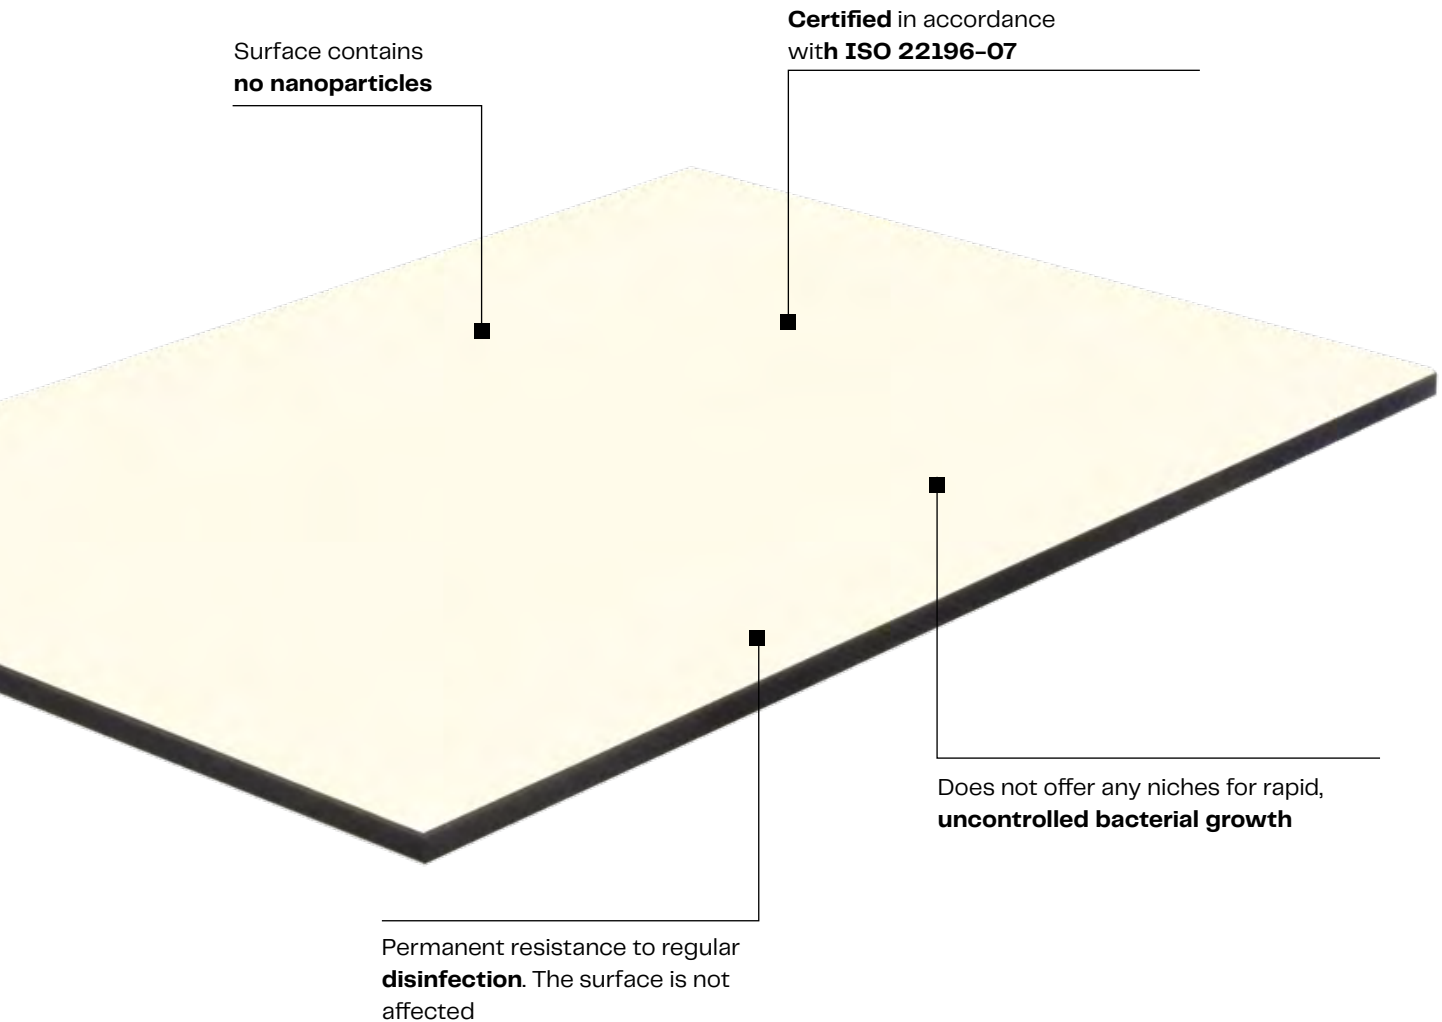 Surface contains
no nanoparticles
Certified in accordance
with ISO 22196-07
Does not offer any niches for rapid,
uncontrolled bacterial growth
Permanent resistance to regular
disinfection. The surface is not
affected